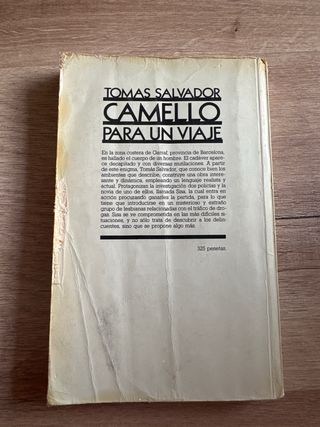 TOMAS SALVADOR
CAMELLO
PARA UN VIAJE
En la zona costera de Garraf, provincia de Barcelona,
es hallado el cuerpo de un hombre. El cadáver apare-
ce decapitado y con diversas mutilaciones. A partir
de este enigma, Tomás Salvador, que conoce bien los
ambientes que describe, construye una obra intere-
sante y dinámica, empleando un lenguaje realista y
actual. Protagonizan la investigación dos policías y la
novia de uno de ellos, llamada Sisa, la cual entra en
acción procurando ganarles la partida, para lo que
tiene que introducirse en un misterioso y extraño
grupo de lesbianas relacionadas con el tráfico de dro-
gas. Sisa se ve comprometida en las más difíciles si-
tuaciones, y no sólo trata de descubrir a los delin-
cuentes, sino que se propone algo más.
325 pesetas.